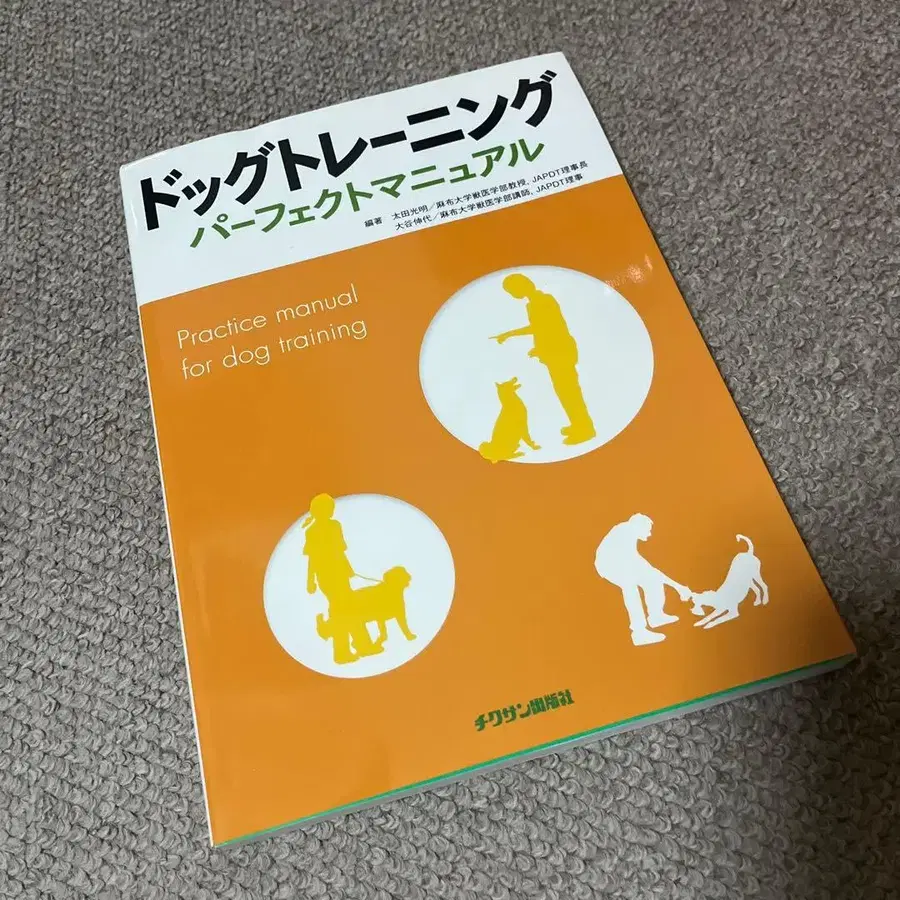 ドッグトレーニング
パーフェクトマニュアル
編著 太田光明／麻布大学獣医学部教授，JAPDT理事長
大谷伸代／麻布大学獣医学部講師，JAPDT理事
Practice manual
for dog training
チクサン出版社